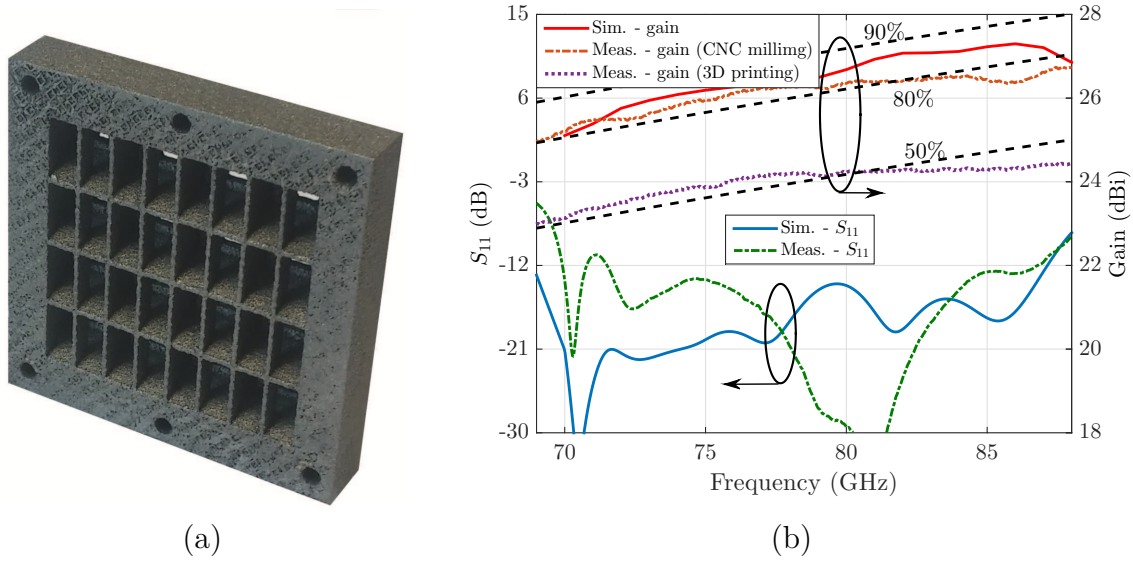 15
6
-3
-12
-21
-30
S11 (dB)
28
26
24
22
20
18
Gain (dBi)
Sim. - gain
Meas. - gain (CNC millimg)
Meas. - gain (3D printing)
90%
80%
50%
Sim. - S11
Meas. - S11
70 75 80 85
Frequency (GHz)
(a) (b)